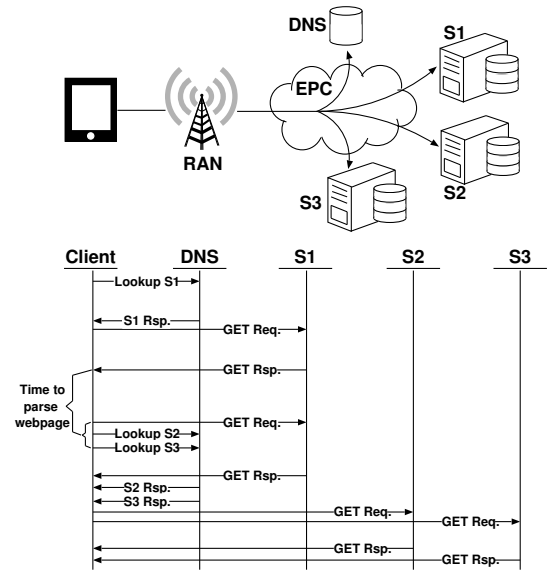 DNS
S1
EPC
RAN
S2
S3
Client DNS S1 S2 S3
Lookup S1
S1 Rsp.
GET Req.
GET Rsp.
Time to
parse
webpage
GET Req.
Lookup S2
Lookup S3
GET Rsp.
S2 Rsp.
S3 Rsp.
GET Req.
GET Req.
GET Rsp.
GET Rsp.